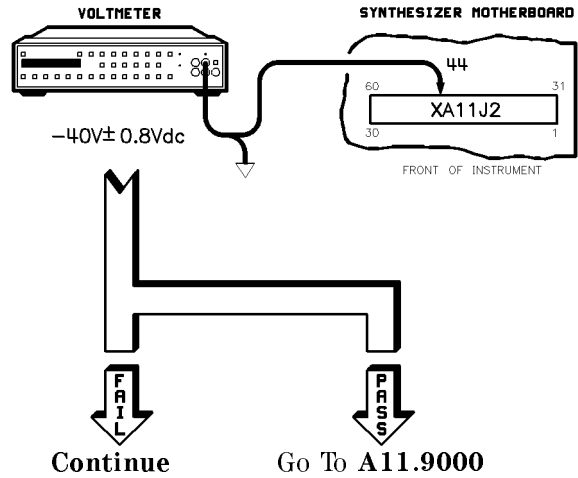 VOLTMETER
SYNTHESIZER MOTHERBOARD
44
60 31
XA11J2
30 1
−40V± 0.8Vdc
FRONT OF INSTRUMENT
FAIL
PASS
Continue
Go To A11.9000